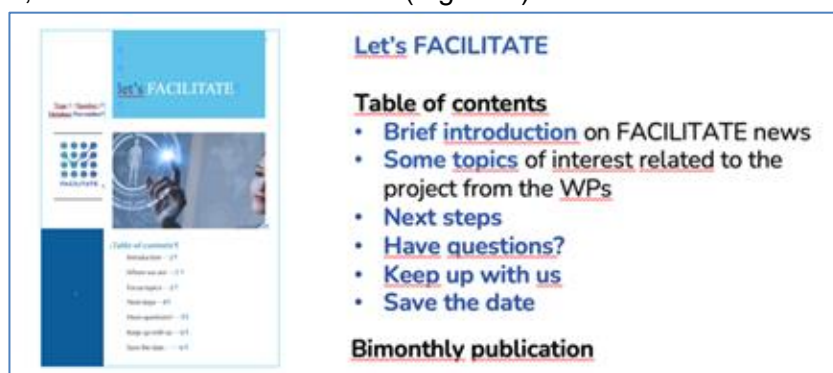 let's FACILITATE
FACILITATE
Table of contents
Introduction
Where we are
Focus topics
Next steps
Have questions?
Keep up with us
Save the date
Let's FACILITATE
Table of contents
• Brief introduction on FACILITATE news
• Some topics of interest related to the
project from the WPs
• Next steps
• Have questions?
• Keep up with us
• Save the date
Bimonthly publication